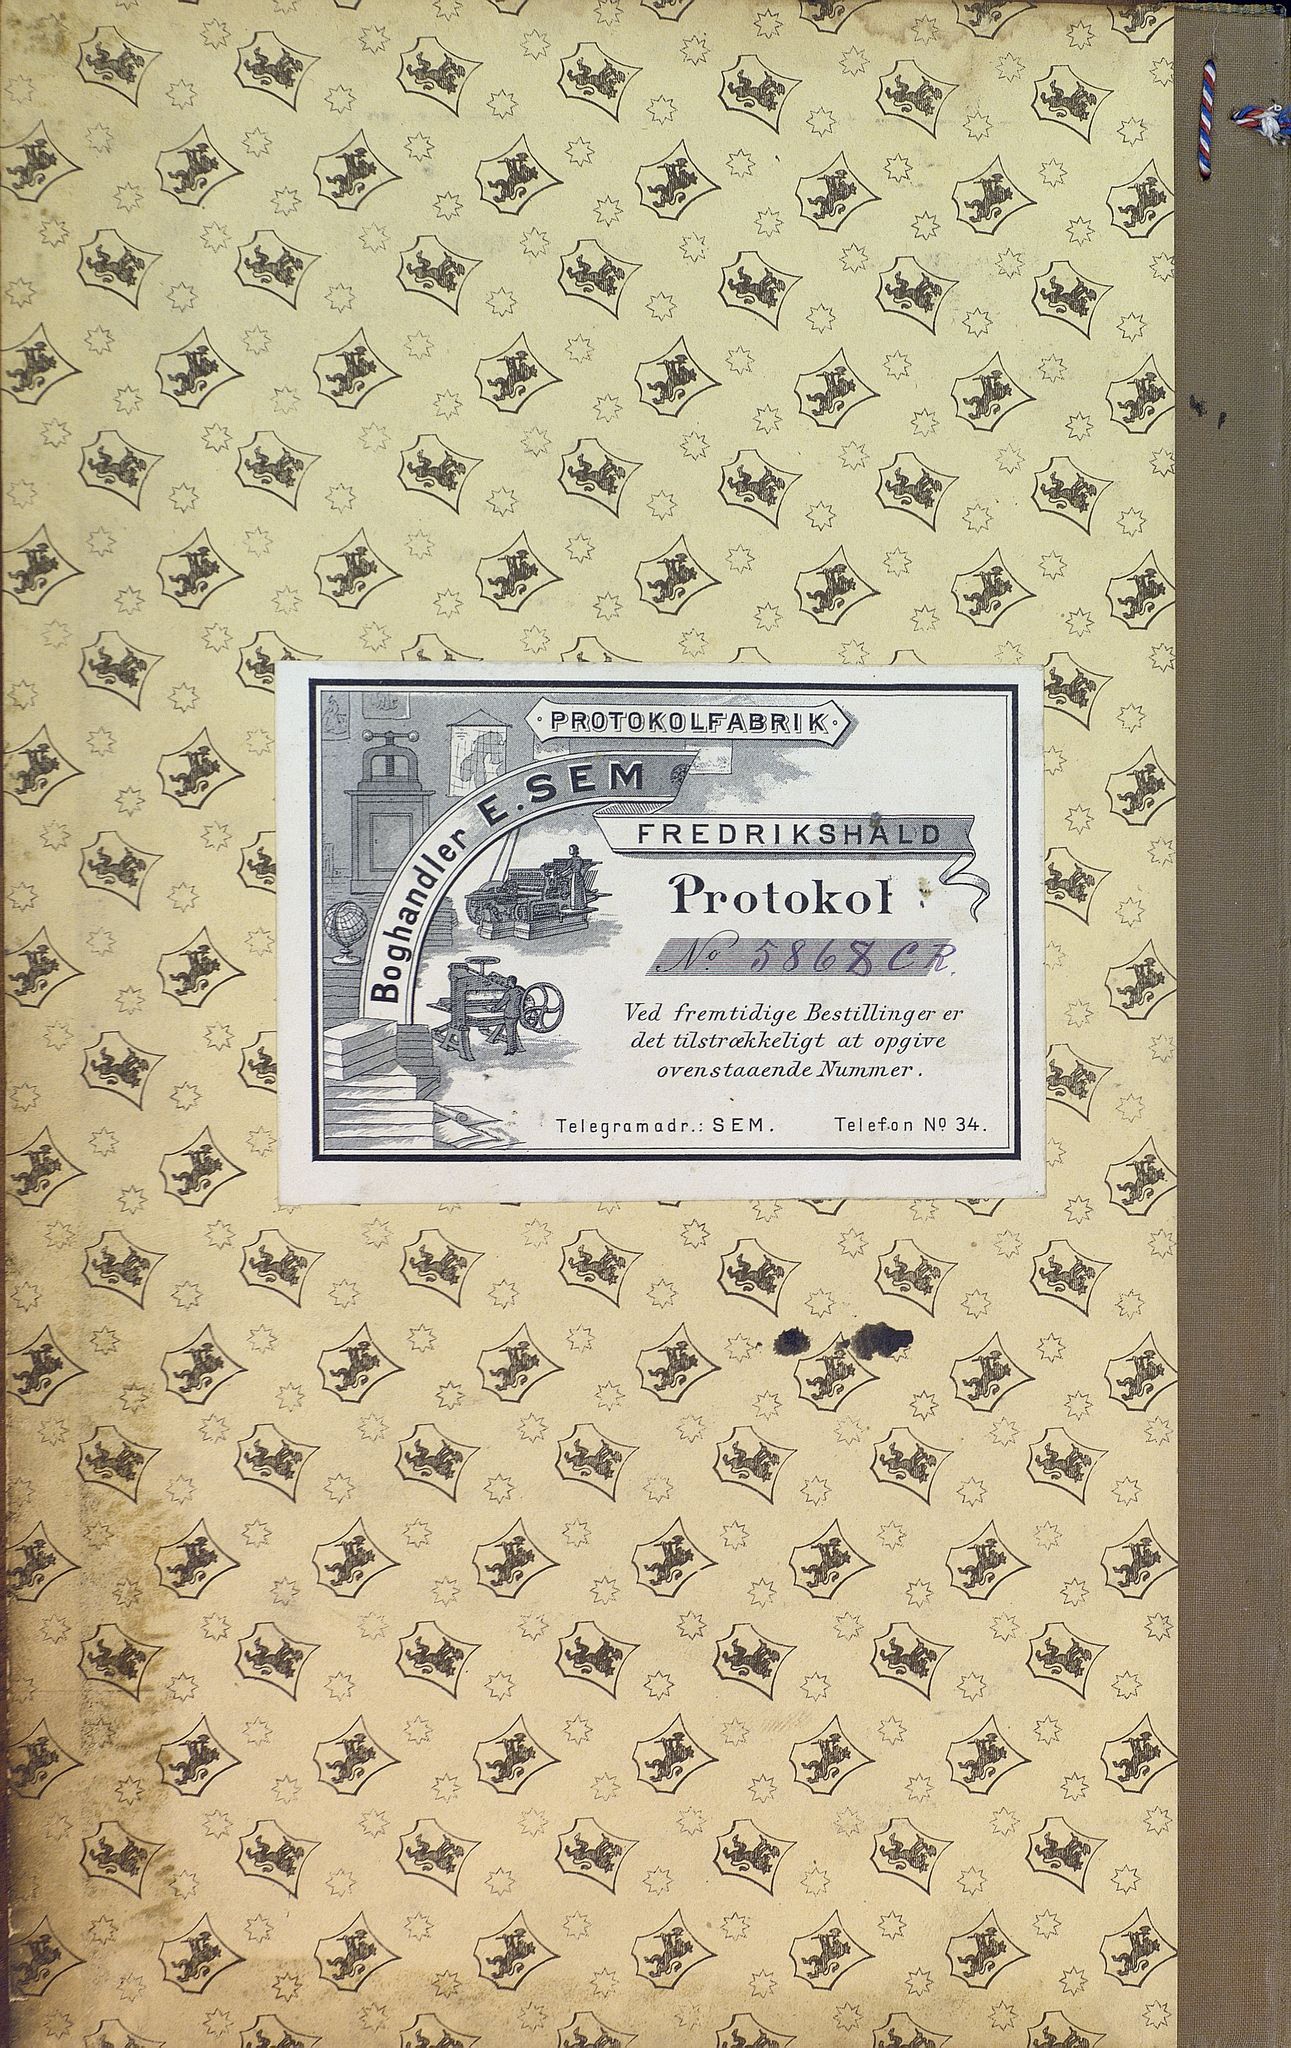 PROTOKOLFABRIK
Boghandler E. SEM
FREDRIKSHALD
Protokol
No 5868 CR.
Ved fremtidige Bestillinger er
det tilstrækkeligt at opgive
ovenstaaende Nummer.
Telegramadr.: SEM. Telefon No 34.